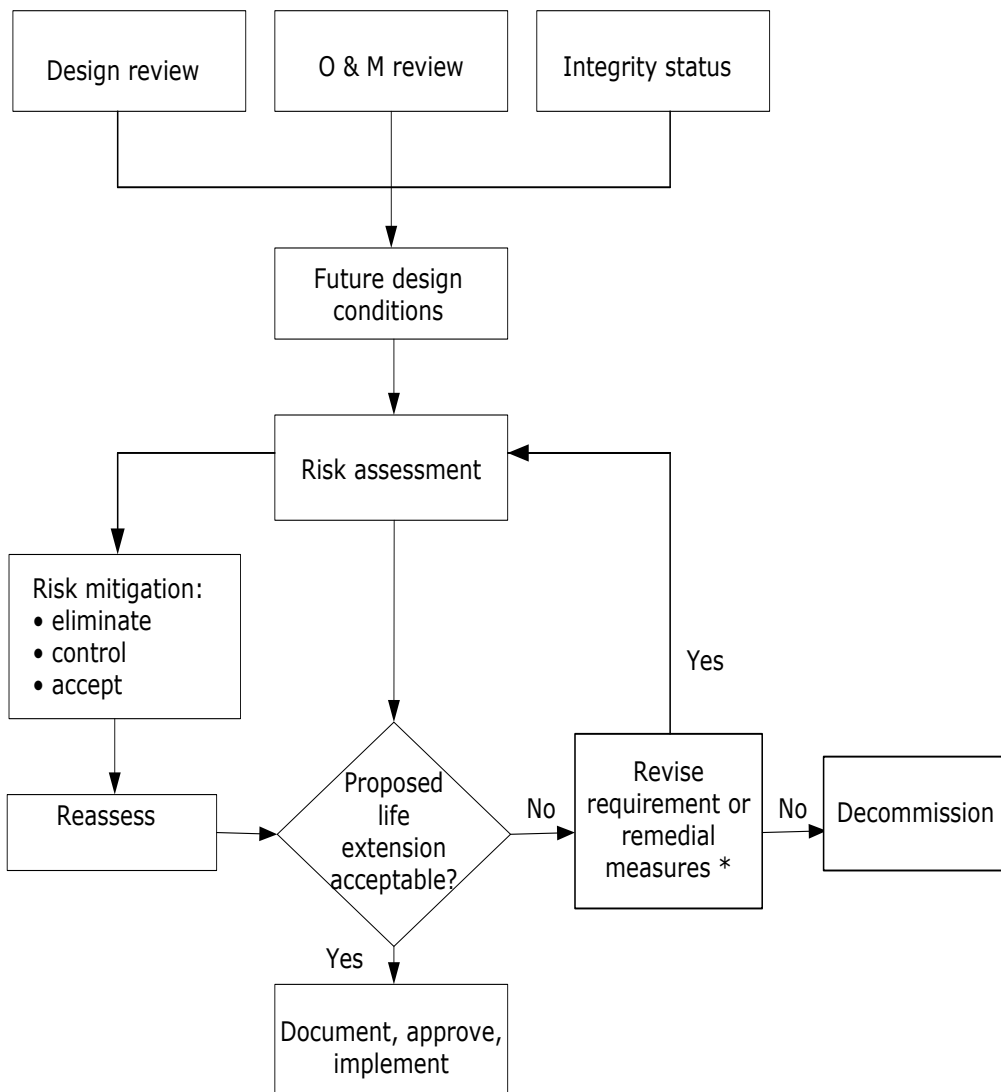 Design review
O & M review
Integrity status
Future design
conditions
Risk assessment
Risk mitigation:
• eliminate
• control
• accept
Yes
Reassess
Proposed
life
extension
acceptable?
No
Revise
requirement or
remedial
measures *
No
Decommission
Yes
Document, approve,
implement